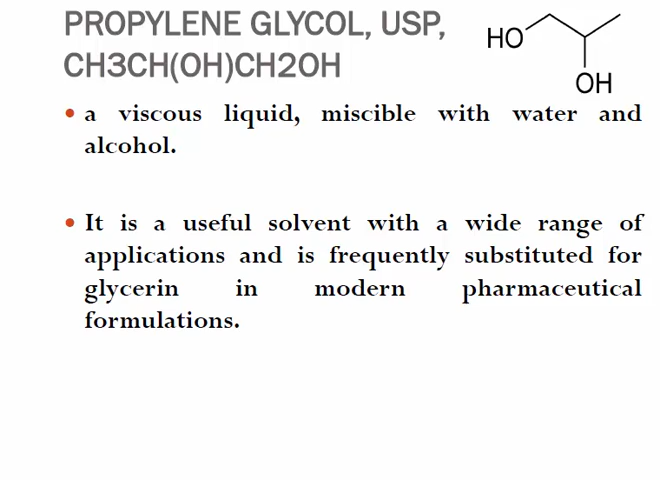 PROPYLENE GLYCOL, USP,
CH3CH(OH)CH2OH
HO
OH
• a viscous liquid, miscible with water and
alcohol.
• It is a useful solvent with a wide range of
applications and is frequently substituted for
glycerin in modern pharmaceutical
formulations.